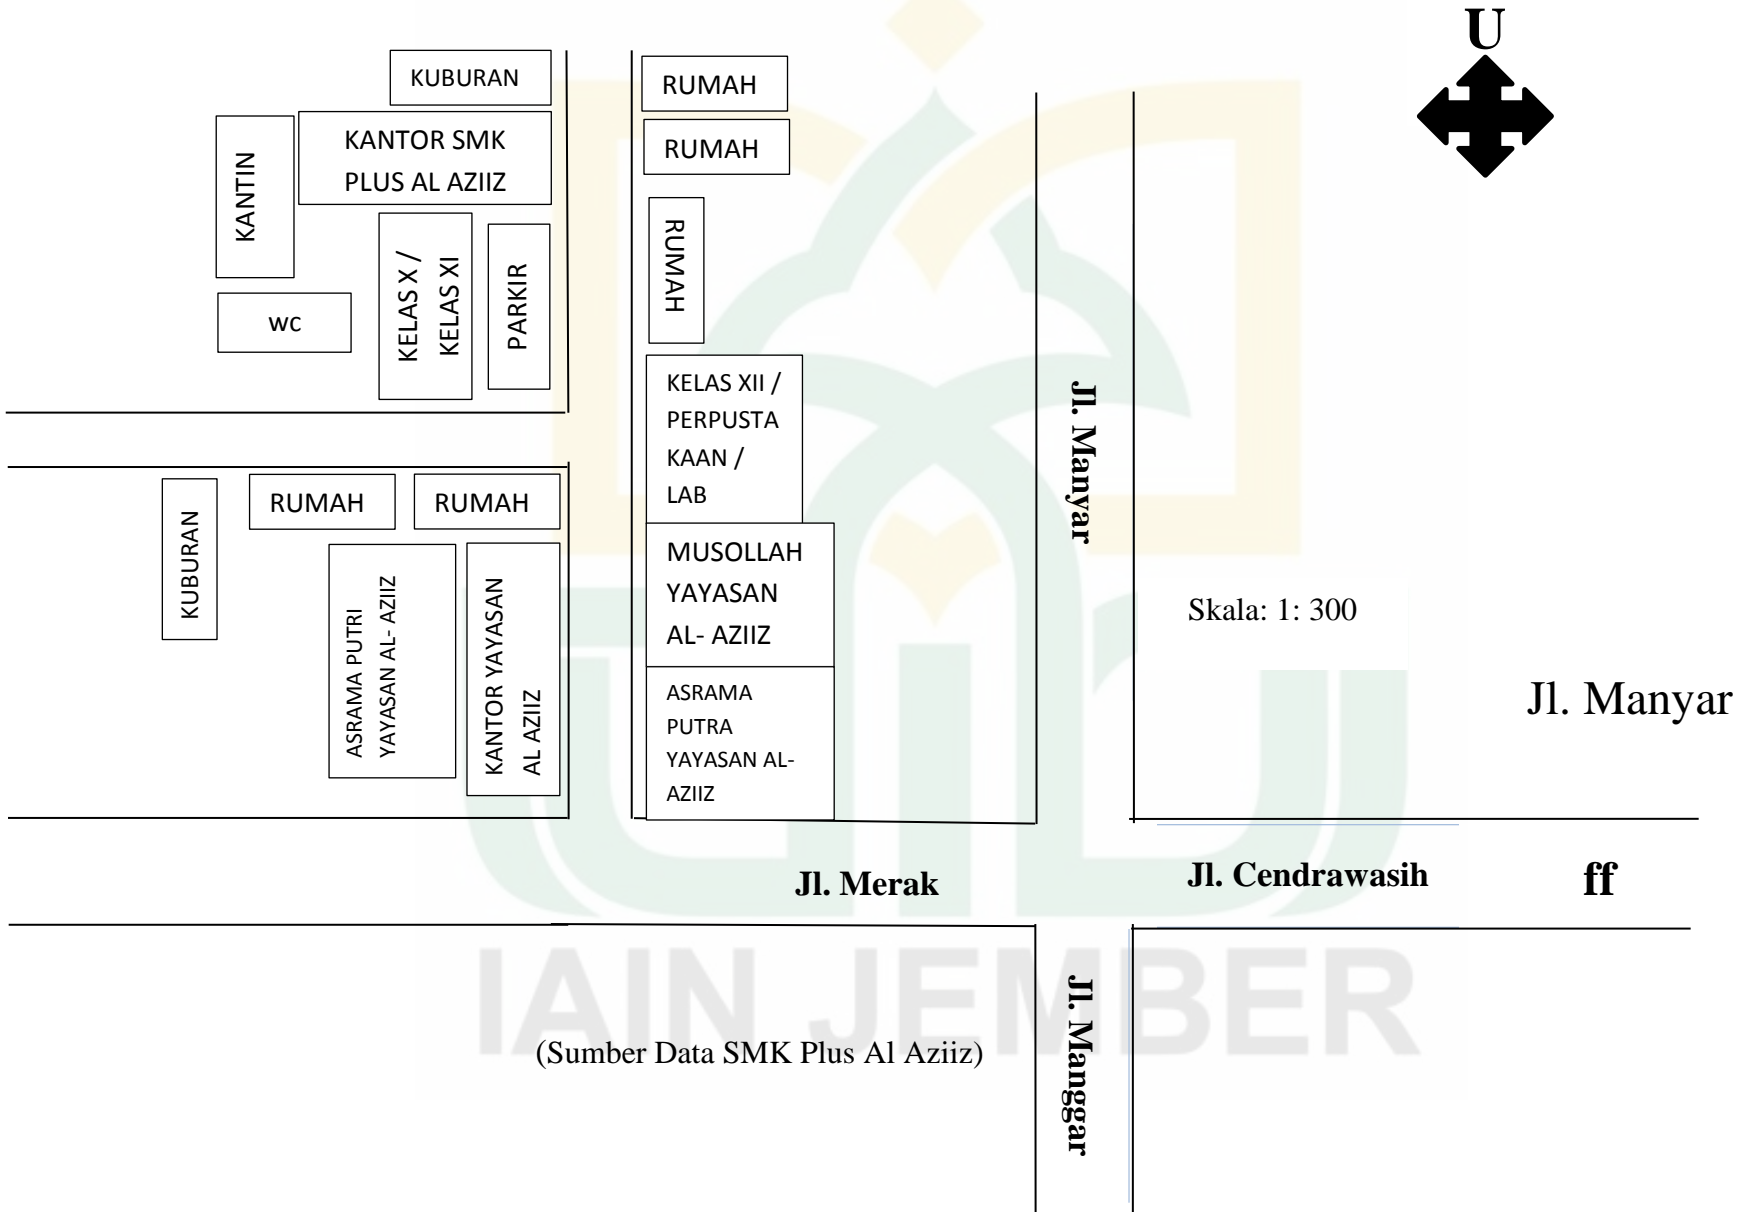 U
KUBURAN
RUMAH
KANTOR SMK
PLUS AL AZIIZ
RUMAH
KANTIN
RUMAH
KELAS X /
KELAS XI
PARKIR
wc
KELAS XII /
PERPUSTA
KAAN /
LAB
Jl. Manyar
KUBURAN
RUMAH
RUMAH
MUSOLLAH
YAYASAN
AL- AZIIZ
Skala: 1: 300
ASRAMA PUTRI
YAYASAN AL- AZIIZ
KANTOR YAYASAN
AL AZIIZ
ASRAMA
PUTRA
YAYASAN AL-
AZIIZ
Jl. Manyar
Jl. Merak
Jl. Cendrawasih
ff
IAIN JEMBER
(Sumber Data SMK Plus Al Aziiz)
Jl. Manggar